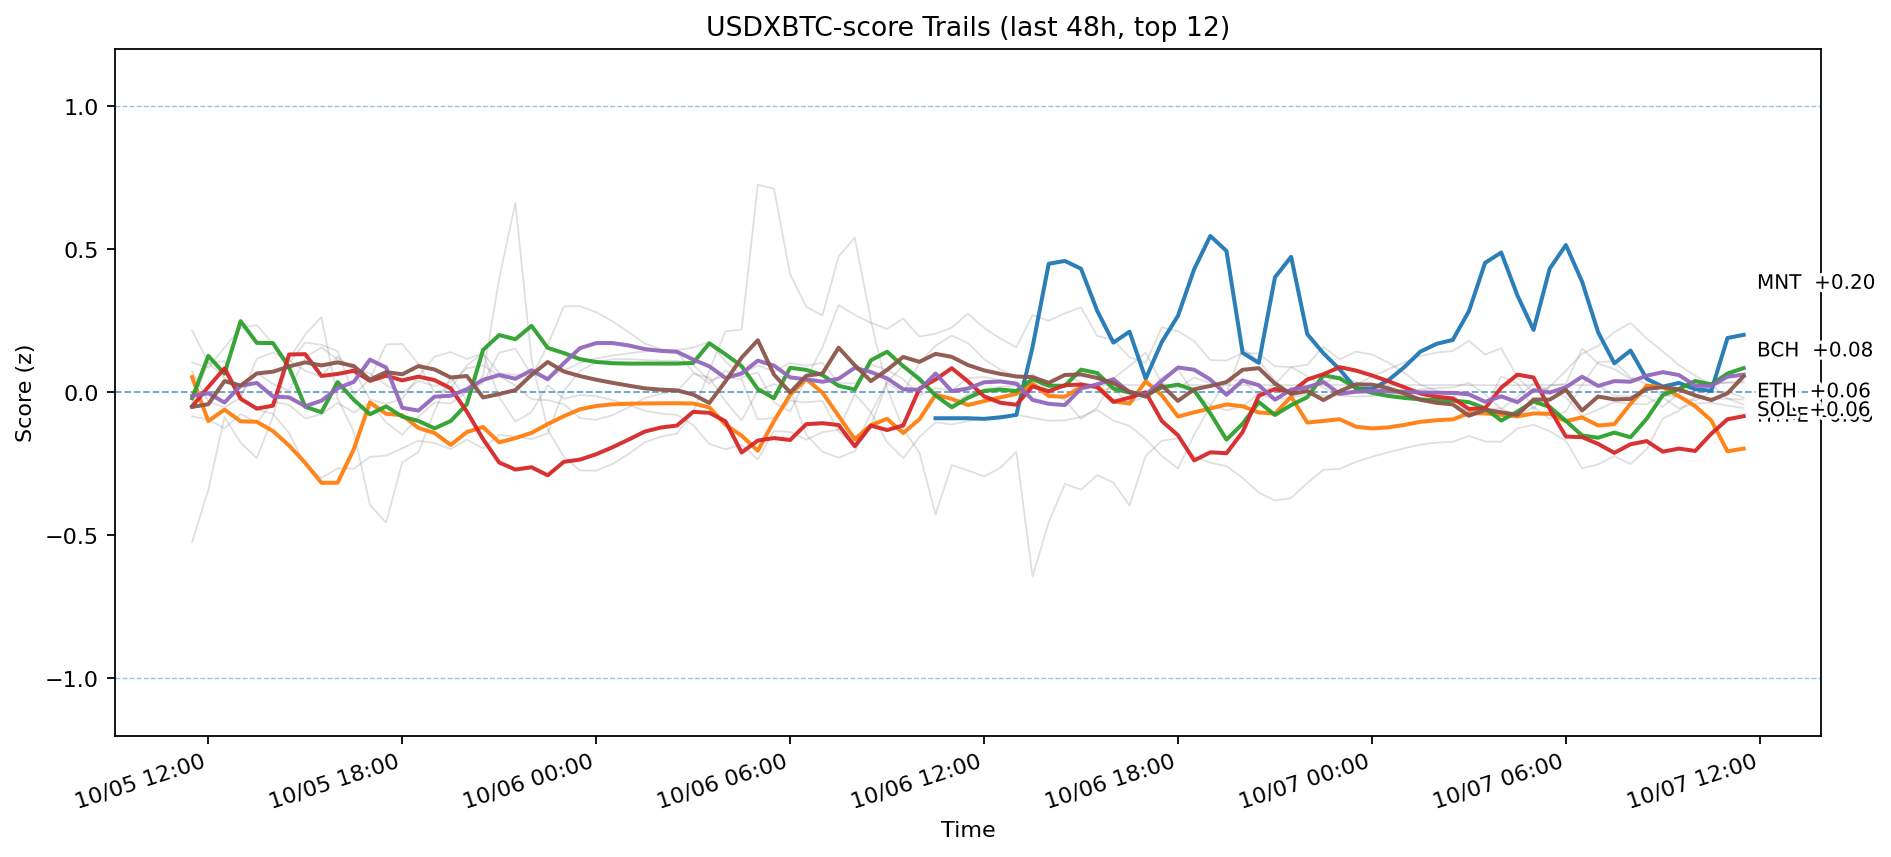 USDXBTC-score Trails (last 48h, top 12)
Score (z)
1.0
0.5
0.0
−0.5
−1.0
MNT +0.20
BCH +0.08
ETH +0.06
SOL +0.06
10/05 12:00
10/05 18:00
10/06 00:00
10/06 06:00
10/06 12:00
10/06 18:00
10/07 00:00
10/07 06:00
10/07 12:00
Time